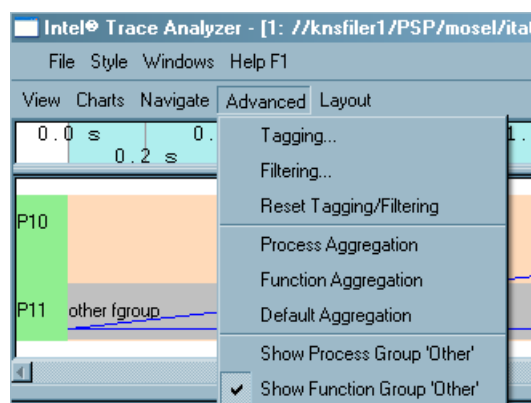 Intel® Trace Analyzer - [1: //knsfiler1/PSP/mosel/ita
File Style Windows Help F1
View Charts Navigate Advanced Layout
0.0 s 0. 1.
0.2 s
Tagging...
Filtering...
Reset Tagging/Filtering
Process Aggregation
Function Aggregation
Default Aggregation
Show Process Group 'Other'
Show Function Group 'Other'
P10
P11 other fgroup